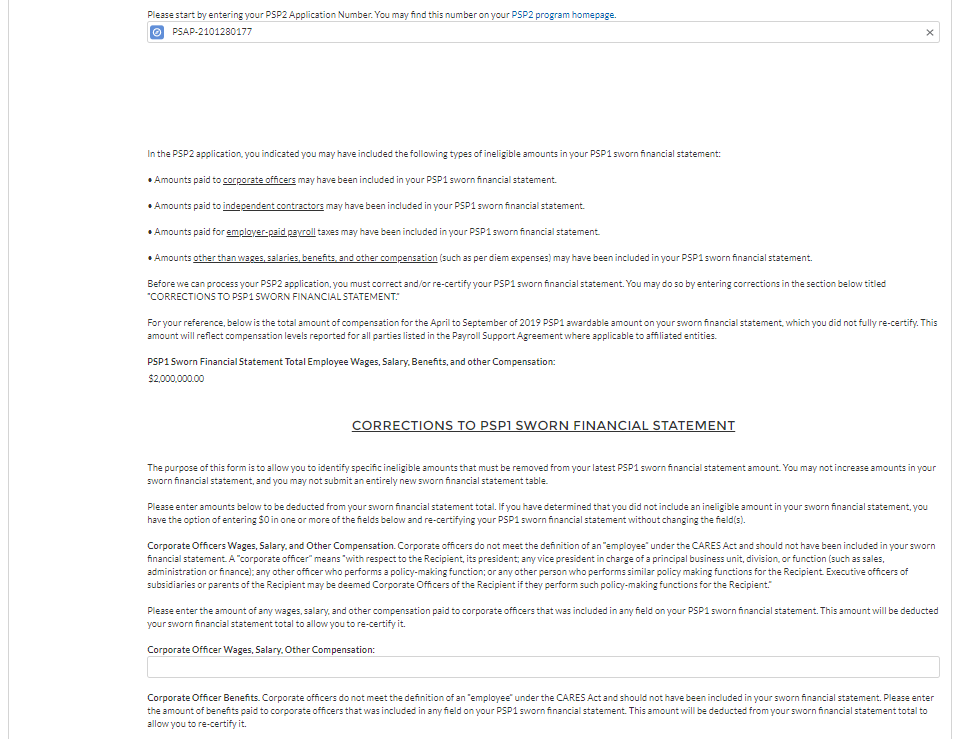 Please start by entering your PSP2 Application Number. You may find this number on your PSP2 program homepage.
PSAP-2101280177
In the PSP2 application, you indicated you may have included the following types of ineligible amounts in your PSP1 sworn financial statement:
• Amounts paid to corporate officers may have been included in your PSP1 sworn financial statement.
• Amounts paid to independent contractors may have been included in your PSP1 sworn financial statement.
• Amounts paid for employer-paid payroll taxes may have been included in your PSP1 sworn financial statement.
• Amounts other than wages, salaries, benefits, and other compensation (such as per diem expenses) may have been included in your PSP1 sworn financial statement.
Before we can process your PSP2 application, you must correct and/or re-certify your PSP1 sworn financial statement. You may do so by entering corrections in the section below titled
"CORRECTIONS TO PSP1 SWORN FINANCIAL STATEMENT."
For your reference, below is the total amount of compensation for the April to September of 2019 PSP1 awardable amount on your sworn financial statement, which you did not fully re-certify. This
amount will reflect compensation levels reported for all parties listed in the Payroll Support Agreement where applicable to affiliated entities.
PSP1 Sworn Financial Statement Total Employee Wages, Salary, Benefits, and other Compensation:
$2,000,000.00
CORRECTIONS TO PSP1 SWORN FINANCIAL STATEMENT
The purpose of this form is to allow you to identify specific ineligible amounts that must be removed from your latest PSP1 sworn financial statement amount. You may not increase amounts in your
sworn financial statement, and you may not submit an entirely new sworn financial statement table.
Please enter amounts below to be deducted from your sworn financial statement total. If you have determined that you did not include an ineligible amount in your sworn financial statement, you
have the option of entering $0 in one or more of the fields below and re-certifying your PSP1 sworn financial statement without changing the field(s).
Corporate Officers Wages, Salary, and Other Compensation. Corporate officers do not meet the definition of an "employee" under the CARES Act and should not have been included in your sworn
financial statement. A "corporate officer" means "with respect to the Recipient, its president; any vice president in charge of a principal business unit, division, or function (such as sales,
administration or finance); any other officer who performs a policy-making function; or any other person who performs similar policy making functions for the Recipient. Executive officers of
subsidiaries or parents of the Recipient may be deemed Corporate Officers of the Recipient if they perform such policy-making functions for the Recipient."
Please enter the amount of any wages, salary, and other compensation paid to corporate officers that was included in any field on your PSP1 sworn financial statement. This amount will be deducted
your sworn financial statement total to allow you to re-certify it.
Corporate Officer Wages, Salary, Other Compensation:
Corporate Officer Benefits. Corporate officers do not meet the definition of an "employee" under the CARES Act and should not have been included in your sworn financial statement. Please enter
the amount of benefits paid to corporate officers that was included in any field on your PSP1 sworn financial statement. This amount will be deducted from your sworn financial statement total to
allow you to re-certify it.